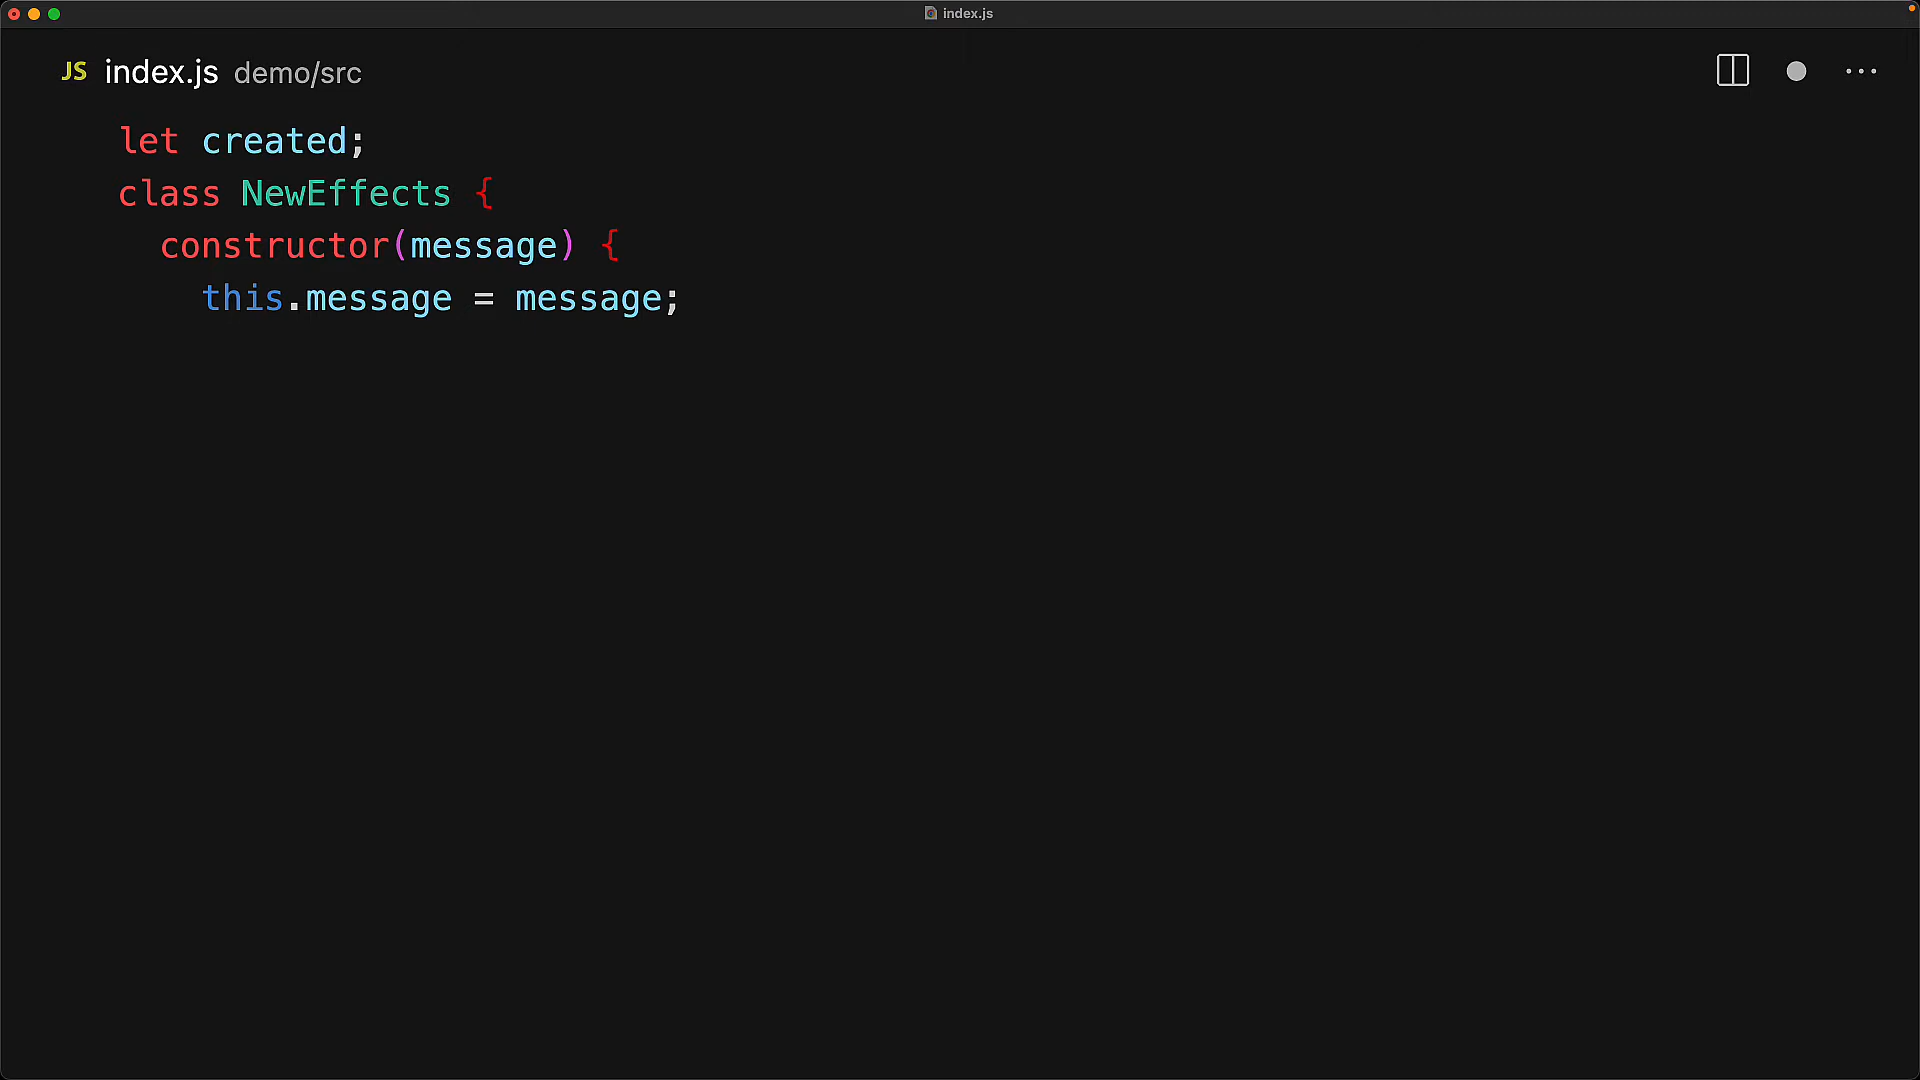 index.js
JS index.js demo/src
let created;
class NewEffects {
constructor(message) {
this.message = message;